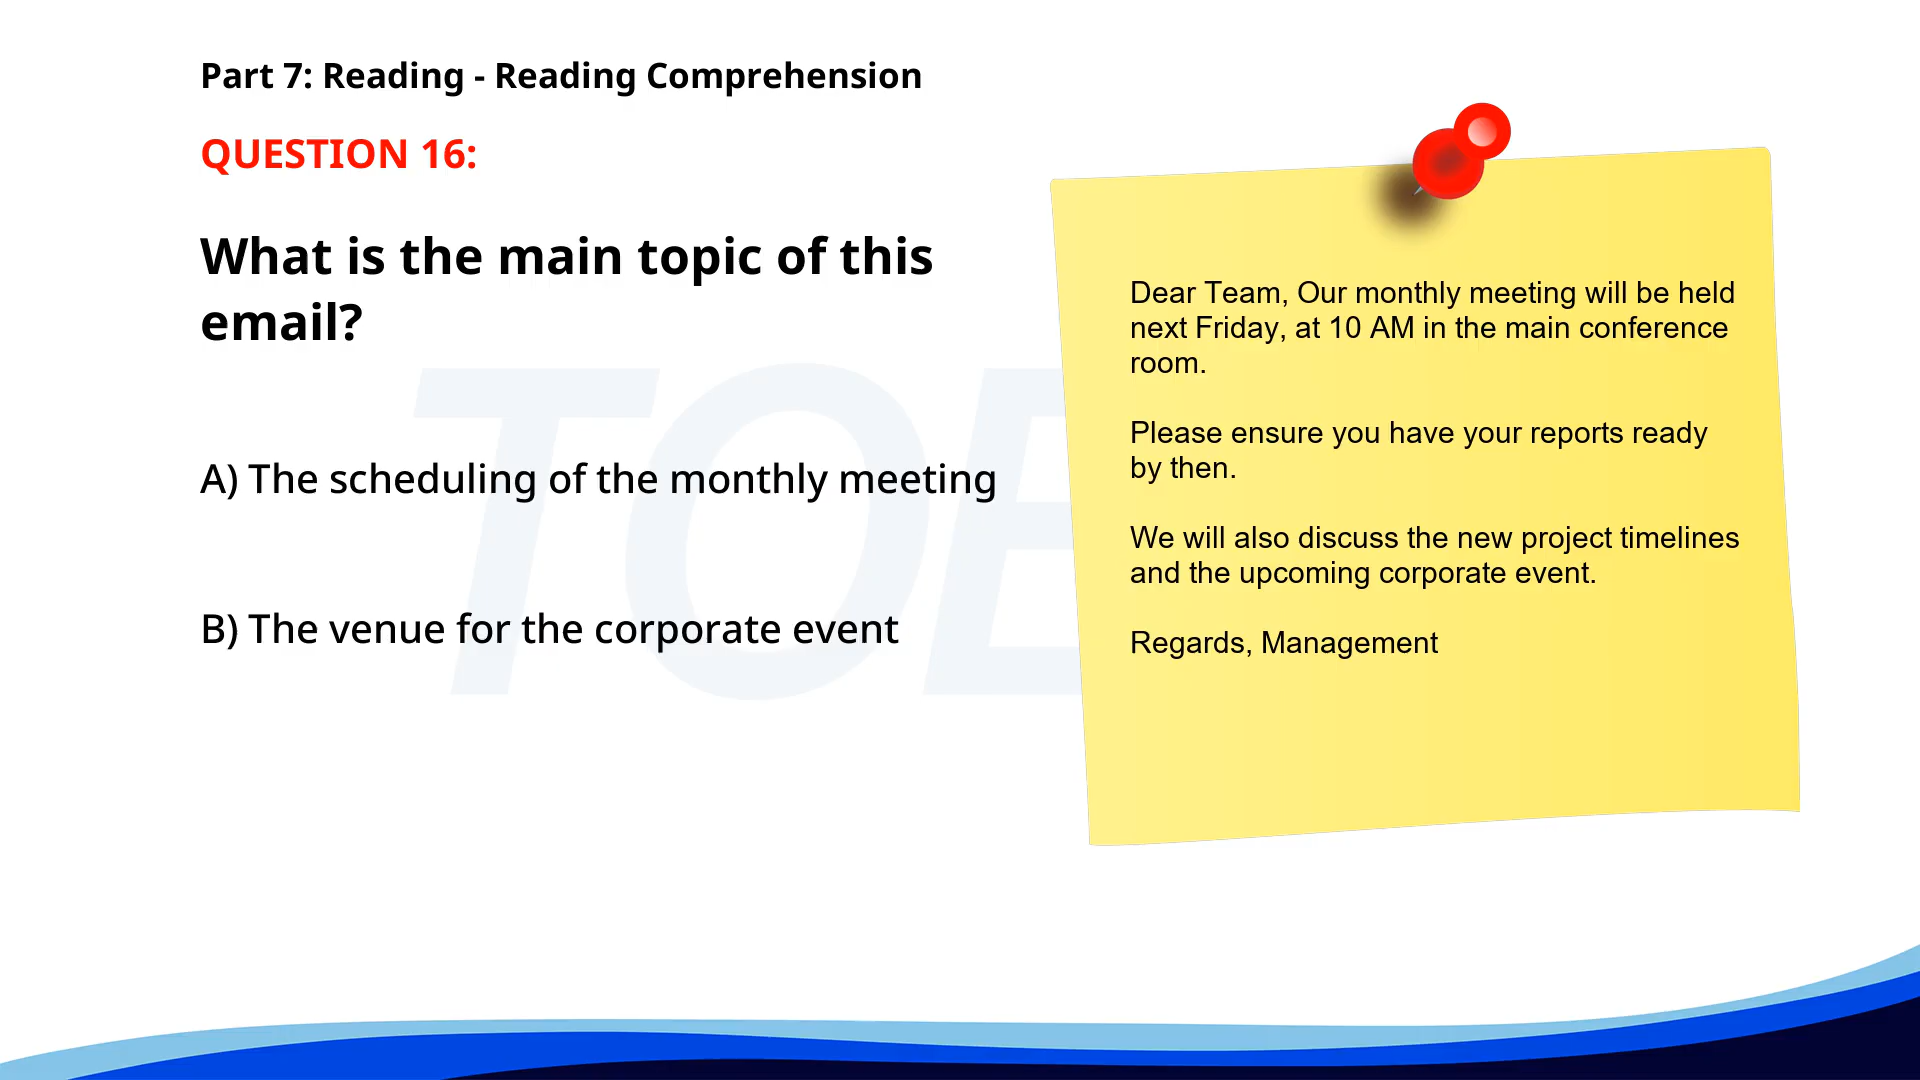 Part 7: Reading - Reading Comprehension
QUESTION 16:
What is the main topic of this
email?
A) The scheduling of the monthly meeting
B) The venue for the corporate event
Dear Team, Our monthly meeting will be held
next Friday, at 10 AM in the main conference
room.
Please ensure you have your reports ready
by then.
We will also discuss the new project timelines
and the upcoming corporate event.
Regards, Management
TOE